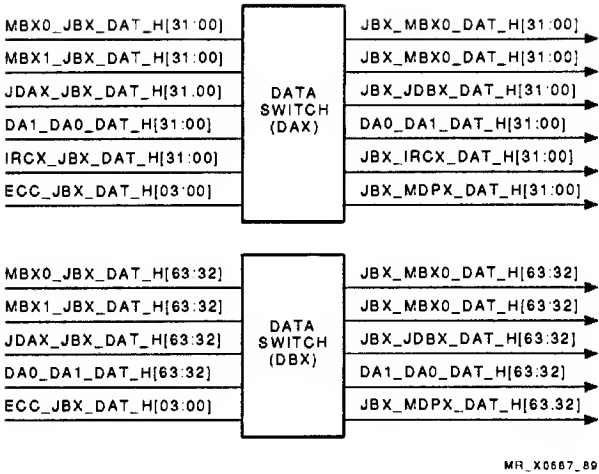 MBX0_JBX_DAT_H[31:00]
MBX1_JBX_DAT_H[31:00]
JDAX_JBX_DAT_H[31.00]
DA1_DA0_DAT_H[31:00]
IRCX_JBX_DAT_H[31:00]
ECC_JBX_DAT_H[03:00]
DATA
SWITCH
(DAX)
JBX_MBX0_DAT_H[31:00]
JBX_MBX0_DAT_H[31:00]
JBX_JDBX_DAT_H[31:00]
DA0_DA1_DAT_H[31:00]
JBX_IRCX_DAT_H[31:00]
JBX_MDPX_DAT_H[31:00]
MBX0_JBX_DAT_H[63:32]
MBX1_JBX_DAT_H[63:32]
JDAX_JBX_DAT_H[63:32]
DA0_DA1_DAT_H[63:32]
ECC_JBX_DAT_H[03:00]
DATA
SWITCH
(DBX)
JBX_MBX0_DAT_H[63:32]
JBX_MBX0_DAT_H[63:32]
JBX_JDBX_DAT_H[63:32]
DA1_DA0_DAT_H[63:32]
JBX_MDPX_DAT_H[63.32]
MR_X0687_89